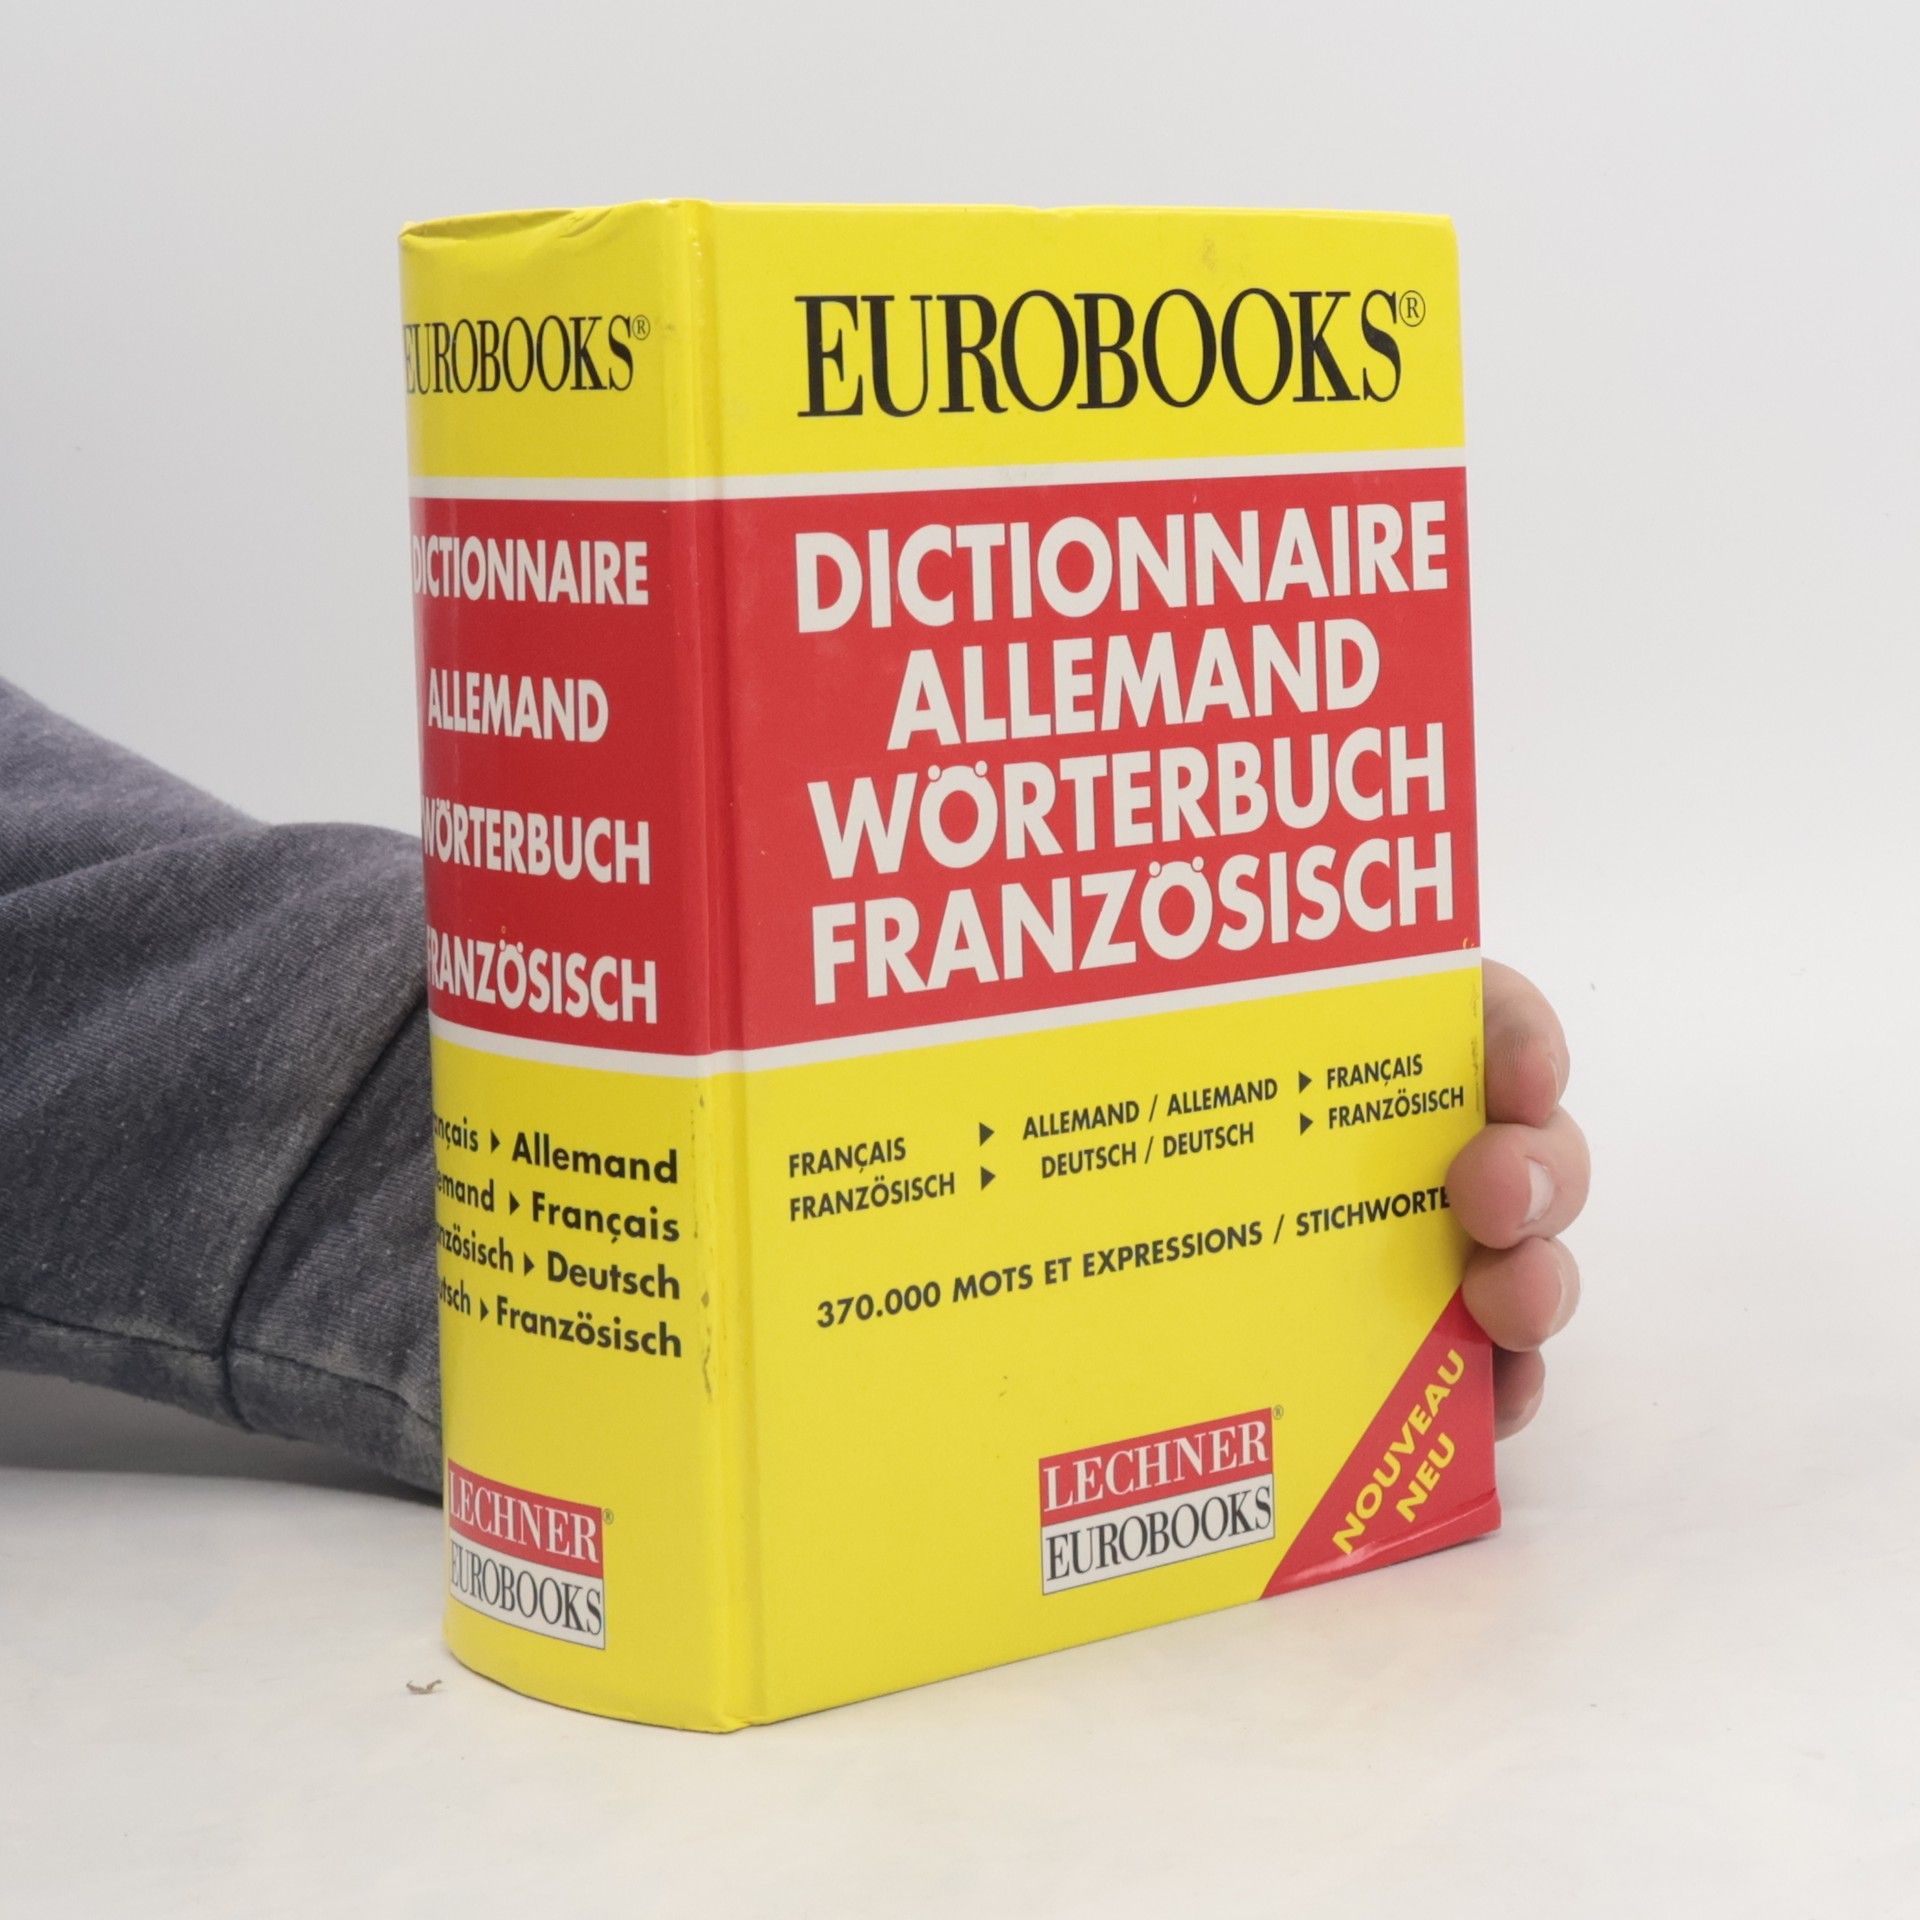 EUROBOOKS®
DICTIONNAIRE
ALLEMAND
WÖRTERBUCH
FRANZÖSISCH
Allemand
Français
Deutsch
Französisch
LECHNER®
EUROBOOKS
EUROBOOKS®
DICTIONNAIRE
ALLEMAND
WÖRTERBUCH
FRANZÖSISCH
FRANÇAIS ▶ ALLEMAND / ALLEMAND ▶ FRANÇAIS
FRANZÖSISCH ▶ DEUTSCH / DEUTSCH ▶ FRANZÖSISCH
370.000 MOTS ET EXPRESSIONS / STICHWORTE
LECHNER®
EUROBOOKS
NOUVEAU
NEU